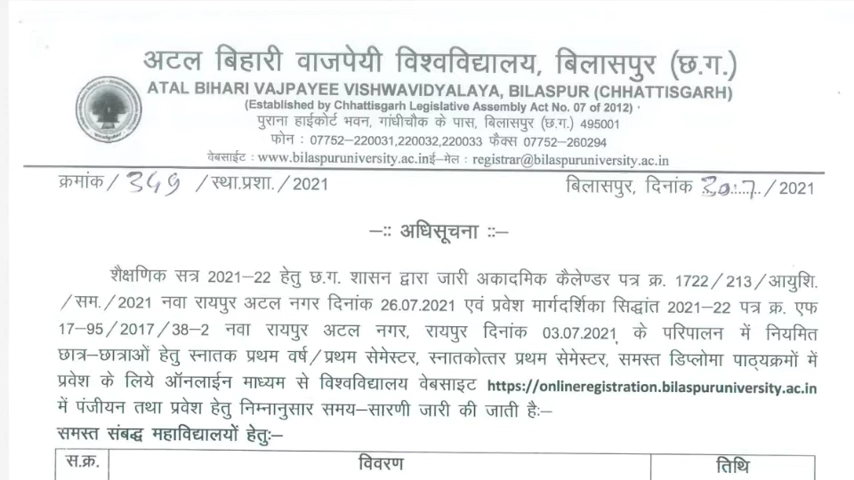 अटल बिहारी वाजपेयी विश्वविद्यालय, बिलासपुर (छ.ग.)
ATAL BIHARI VAJPAYEE VISHWAVIDYALAYA, BILASPUR (CHHATTISGARH)
(Established by Chhattisgarh Legislative Assembly Act No. 07 of 2012)
पुराना हाईकोर्ट भवन, गांधीचौक के पास, बिलासपुर (छ.ग.) 495001
फोन : 07752-220031,220032,220033 फैक्स 07752-260294
वेबसाईट : www.bilaspuruniversity.ac.inई-मेल : registrar@bilaspuruniversity.ac.in
क्रमांक / 349 / स्था.प्रशा. / 2021 बिलासपुर, दिनांक 30.7. / 2021
–:: अधिसूचना ::–
शैक्षणिक सत्र 2021–22 हेतु छ.ग. शासन द्वारा जारी अकादमिक कैलेण्डर पत्र क्र. 1722 / 213 / आयुशि.
/ सम. / 2021 नवा रायपुर अटल नगर दिनांक 26.07.2021 एवं प्रवेश मार्गदर्शिका सिद्धांत 2021–22 पत्र क्र. एफ
17–95 / 2017 / 38–2 नवा रायपुर अटल नगर, रायपुर दिनांक 03.07.2021 के परिपालन में नियमित
छात्र–छात्राओं हेतु स्नातक प्रथम वर्ष / प्रथम सेमेस्टर, स्नातकोत्तर प्रथम सेमेस्टर, समस्त डिप्लोमा पाठ्यक्रमों में
प्रवेश के लिये ऑनलाईन माध्यम से विश्वविद्यालय वेबसाइट https://onlineregistration.bilaspuruniversity.ac.in
में पंजीयन तथा प्रवेश हेतु निम्नानुसार समय–सारणी जारी की जाती है:–
समस्त संबद्ध महाविद्यालयों हेतु:–
स.क्र. विवरण तिथि